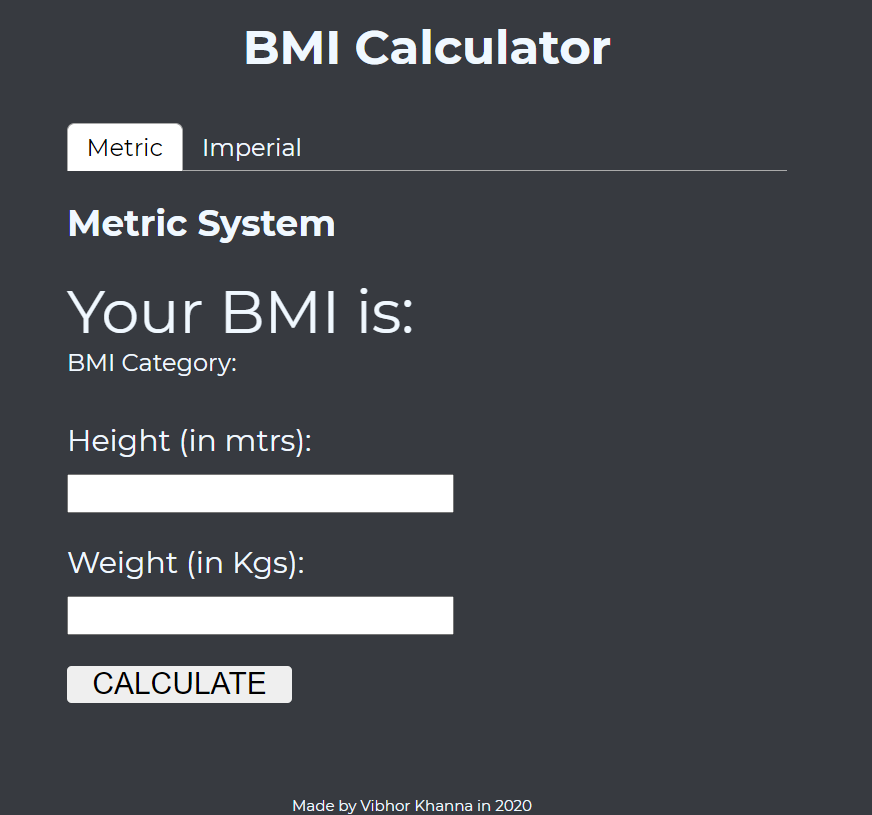 BMI Calculator
Metric Imperial
Metric System
Your BMI is:
BMI Category:
Height (in mtrs):
Weight (in Kgs):
CALCULATE
Made by Vibhor Khanna in 2020